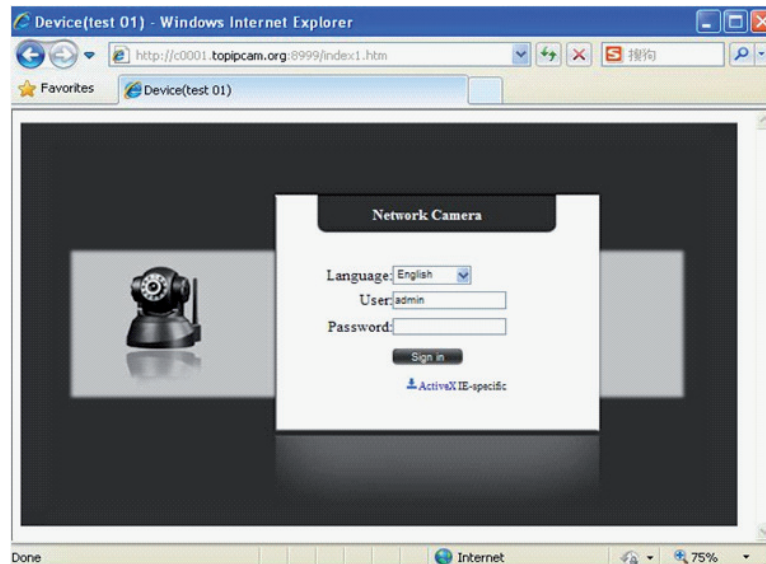 Device(test 01) - Windows Internet Explorer
http://c0001.topipcam.org:8999/index1.htm
搜狗
Favorites
Device(test 01)
Network Camera
Language: English
User: admin
Password:
Sign in
ActiveX IE-specific
Done
Internet
75%